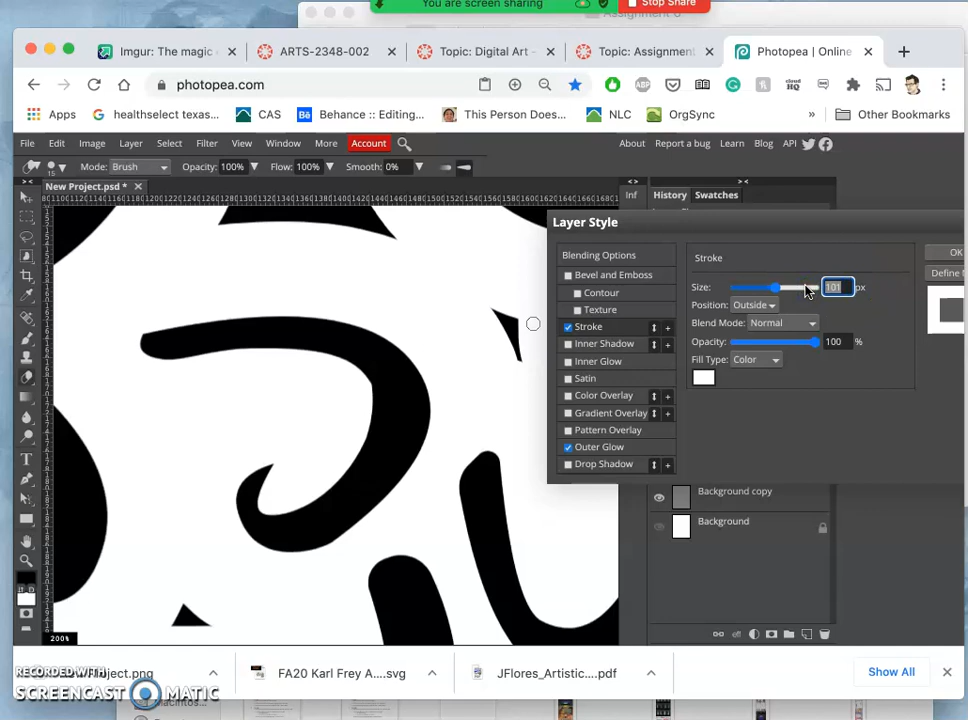 You are screen sharing
Stop Share
Imgur: The magic
ARTS-2348-002
Topic: Digital Art -
Topic: Assignment
Photopea | Online
photopea.com
Apps
healthselect texas...
CAS
Behance :: Editing...
This Person Does...
NLC
OrgSync
»
Other Bookmarks
File Edit Image Layer Select Filter View Window More Account
About Report a bug Learn Blog API
15
Mode: Brush
Opacity: 100%
Flow: 100%
Smooth: 0%
New Project.psd *
Inf
History
Swatches
Layer Style
Blending Options
Bevel and Emboss
Contour
Texture
Stroke
Inner Shadow
Inner Glow
Satin
Color Overlay
Gradient Overlay
Pattern Overlay
Outer Glow
Drop Shadow
Stroke
Size: 101 px
Position: Outside
Blend Mode: Normal
Opacity: 100 %
Fill Type: Color
OK
Define
Background copy
Background
200%
RECORDED WITH
SCREENCAST MATIC
Project.png
FA20 Karl Frey A....svg
JFlores_Artistic....pdf
Show All